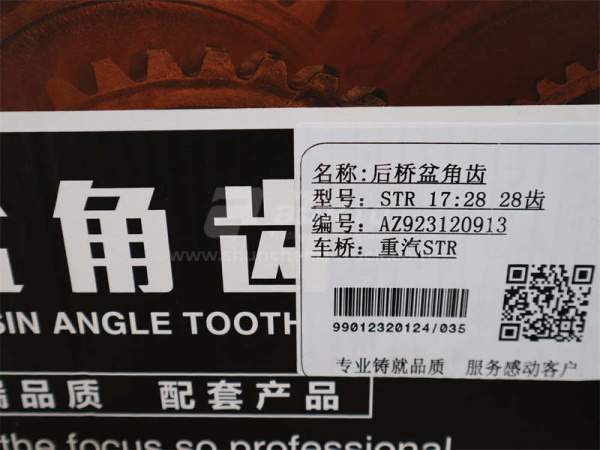 名称:后桥盆角齿
型号: STR 17:28 28齿
编号: AZ923120913
车桥: 重汽STR
99012320124/035
专业铸就品质 服务感动客户
角齿
SIN ANGLE TOOTH
品质 配套产品
the focus so professional